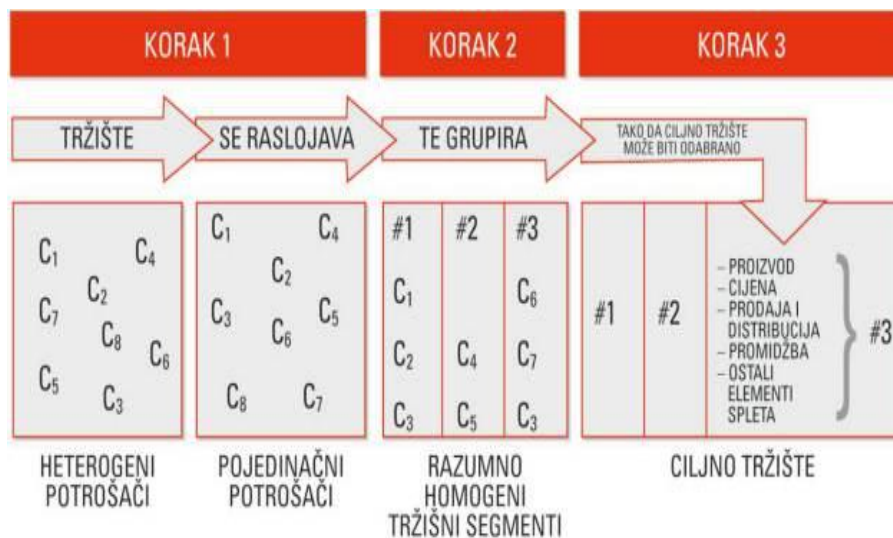 KORAK 1
KORAK 2
KORAK 3
TRŽIŠTE
SE RASLOJAVA
TE GRUPIRA
TAKO DA CILJNO TRŽIŠTE
MOŽE BITI ODABRANO
C1
C4
C2
C7
C8
C6
C5
C3
C1
C4
C2
C3
C5
C6
C8
C7
#1 #2 #3
C1 C6
C2 C4 C7
C3 C5 C3
#1
#2
– PROIZVOD
– CIJENA
– PRODAJA I
DISTRIBUCIJA
– PROMIDŽBA
– OSTALI
ELEMENTI
SPLETA
#3
HETEROGENI
POTROŠAČI
POJEDINAČNI
POTROŠAČI
RAZUMNO
HOMOGENI
TRŽIŠNI SEGMENTI
CILJNO TRŽIŠTE